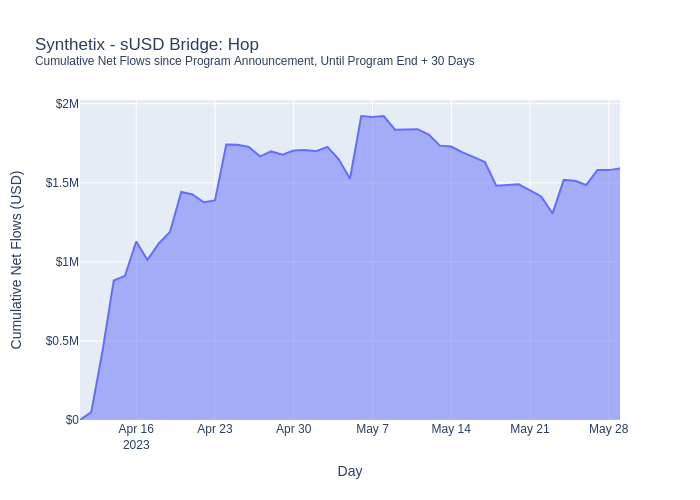 Synthetix - sUSD Bridge: Hop
Cumulative Net Flows since Program Announcement, Until Program End + 30 Days
Cumulative Net Flows (USD)
$2M
$1.5M
$1M
$0.5M
$0
Apr 16
2023
Apr 23
Apr 30
May 7
May 14
May 21
May 28
Day